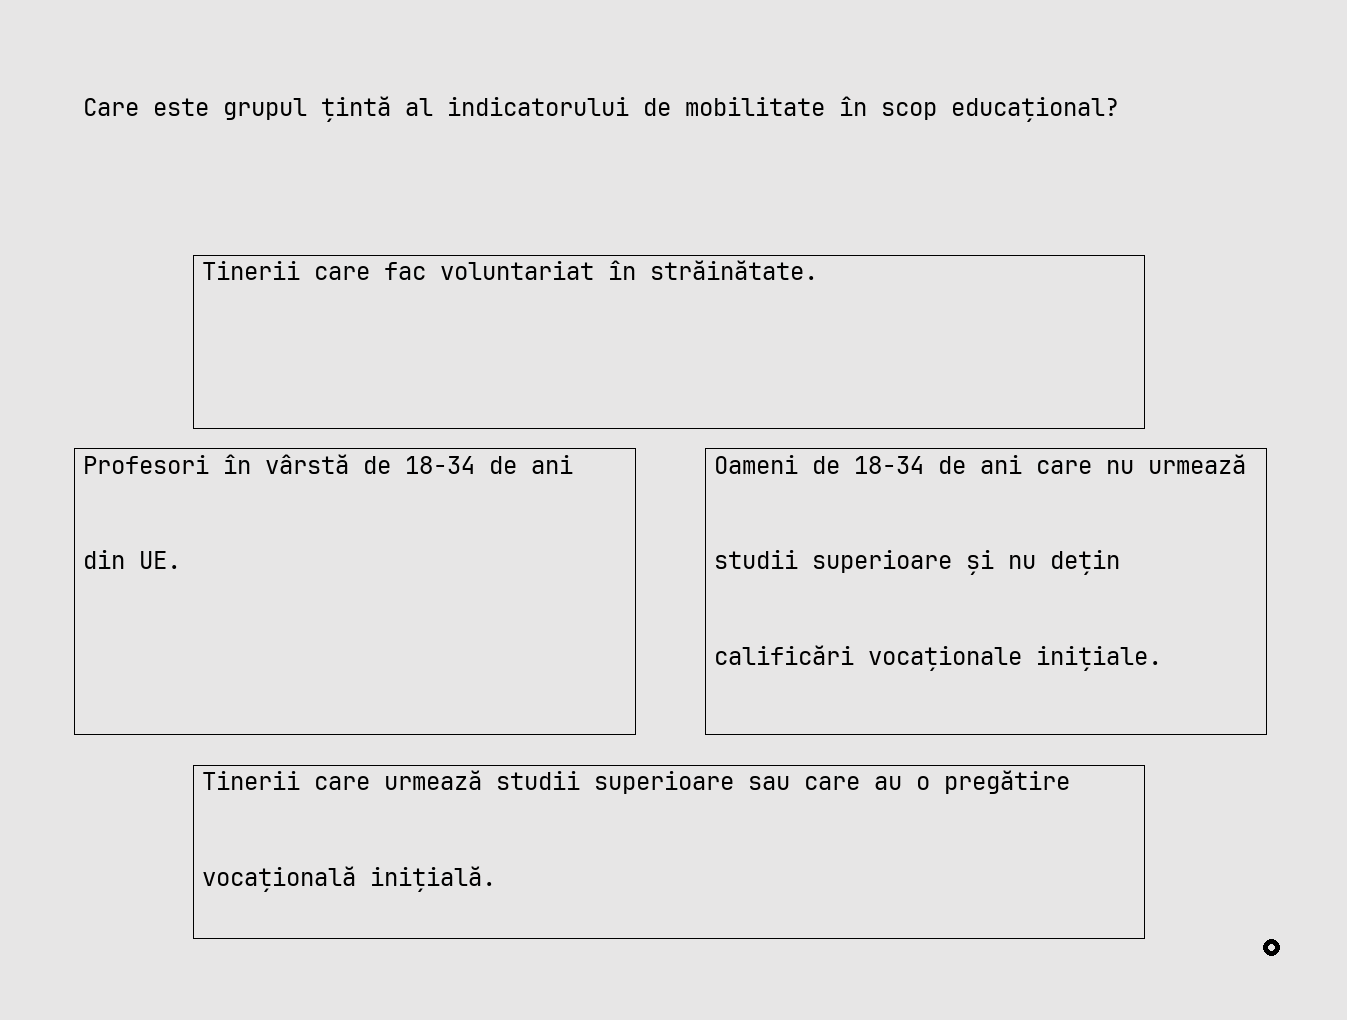 Care este grupul țintă al indicatorului de mobilitate în scop educațional?
Tinerii care fac voluntariat în străinătate.
Profesori în vârstă de 18-34 de ani
din UE.
Oameni de 18-34 de ani care nu urmează
studii superioare și nu dețin
calificări vocaționale inițiale.
Tinerii care urmează studii superioare sau care au o pregătire
vocațională inițială.